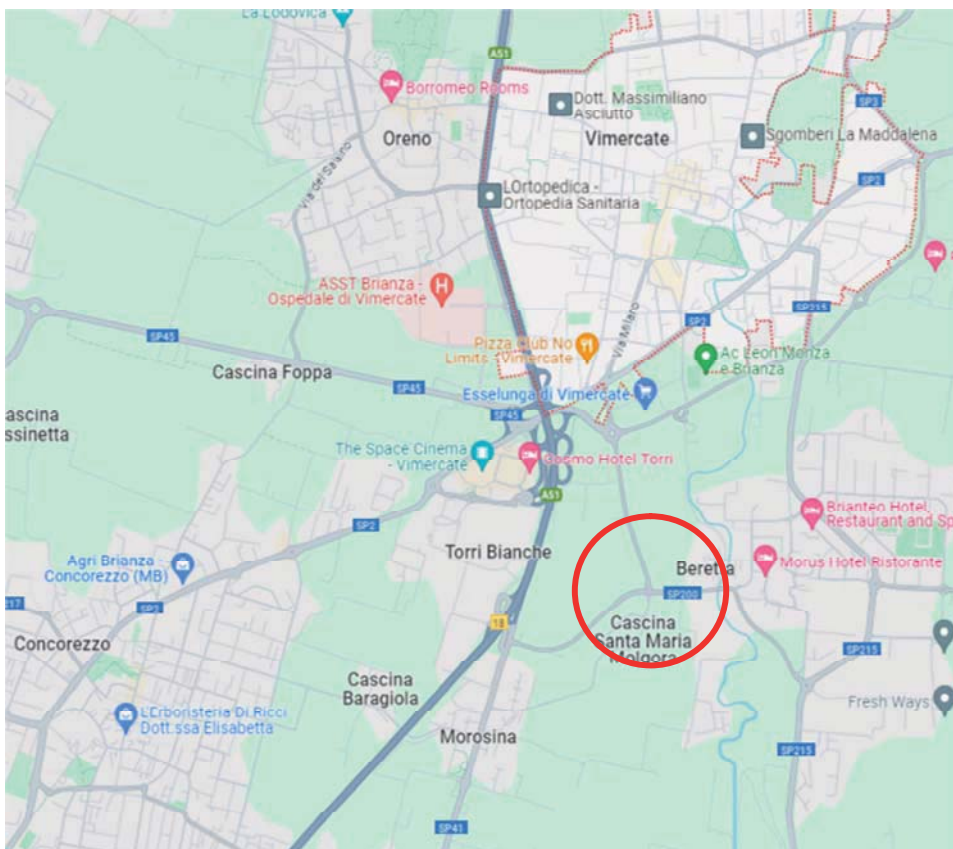 La Lodovica
A51
Borromeo Rooms
Dott. Massimiliano
Asciutto
SP3
Oreno
Vimercate
Sgomberi La Maddalena
Via del Salino
SP2
LOrtopedica -
Ortopedia Sanitaria
ASST Brianza -
Ospedale di Vimercate
SP215
Via Milano
SP45
Pizza Club No
Limits - Vimercate
SP2
Ac Leon Monza
e Brianza
Cascina Foppa
SP45
Esselunga di Vimercate
SP45
ascina
ssinetta
The Space Cinema
- Vimercate
Cosmo Hotel Torri
A51
SP2
Brianteo Hotel,
Restaurant and Sp
Torri Bianche
Agri Brianza -
Concorezzo (MB)
Beretta
Morus Hotel Ristorante
SP200
217
SP2
18
Cascina
Santa Maria
Molgora
Concorezzo
SP215
Cascina
Baragiola
Fresh Ways
L'Erboristeria Di Ricci
Dott.ssa Elisabetta
Morosina
SP215
SP41